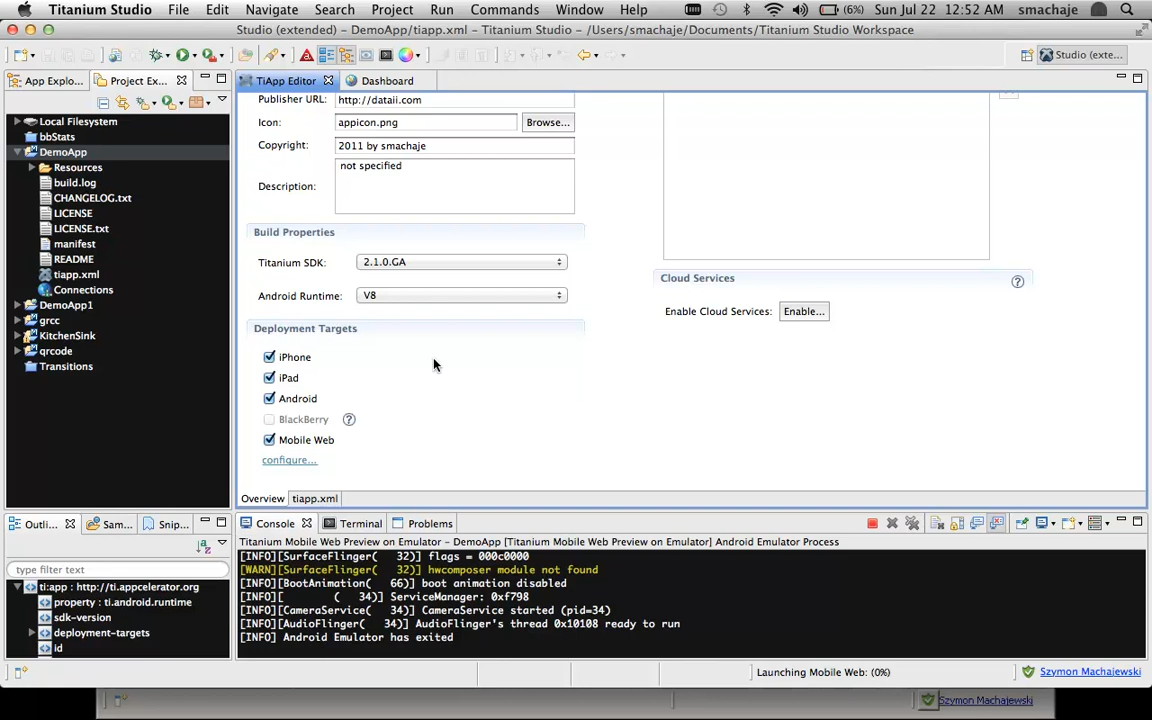 Titanium Studio File Edit Navigate Search Project Run Commands Window Help (6%) Sun Jul 22 12:52 AM smachaje
Studio (extended) - DemoApp/tiapp.xml - Titanium Studio - /Users/smachaje/Documents/Titanium Studio Workspace
Studio (exte...
App Explo... Project Ex...
Local Filesystem
bbStats
DemoApp
Resources
build.log
CHANGELOG.txt
LICENSE
LICENSE.txt
manifest
README
tiapp.xml
Connections
DemoApp1
grcc
KitchenSink
qrcode
Transitions
TiApp Editor Dashboard
Publisher URL: http://dataii.com
Icon: appicon.png Browse...
Copyright: 2011 by smachaje
Description: not specified
Build Properties
Titanium SDK: 2.1.0.GA
Android Runtime: V8
Deployment Targets
iPhone
iPad
Android
BlackBerry ?
Mobile Web
configure...
Cloud Services ?
Enable Cloud Services: Enable...
Overview tiapp.xml
Outli... Sam... Snip...
type filter text
ti:app : http://ti.appcelerator.org
property : ti.android.runtime
sdk-version
deployment-targets
id
Console Terminal Problems
Titanium Mobile Web Preview on Emulator - DemoApp [Titanium Mobile Web Preview on Emulator] Android Emulator Process
[INFO][SurfaceFlinger( 32)] flags = 000c0000
[WARN][SurfaceFlinger( 32)] hwcomposer module not found
[INFO][BootAnimation( 66)] boot animation disabled
[INFO][ ( 34)] ServiceManager: 0xf798
[INFO][CameraService( 34)] CameraService started (pid=34)
[INFO][AudioFlinger( 34)] AudioFlinger's thread 0x10108 ready to run
[INFO] Android Emulator has exited
Launching Mobile Web: (0%) Szymon Machajewski
Szymon Machajewski